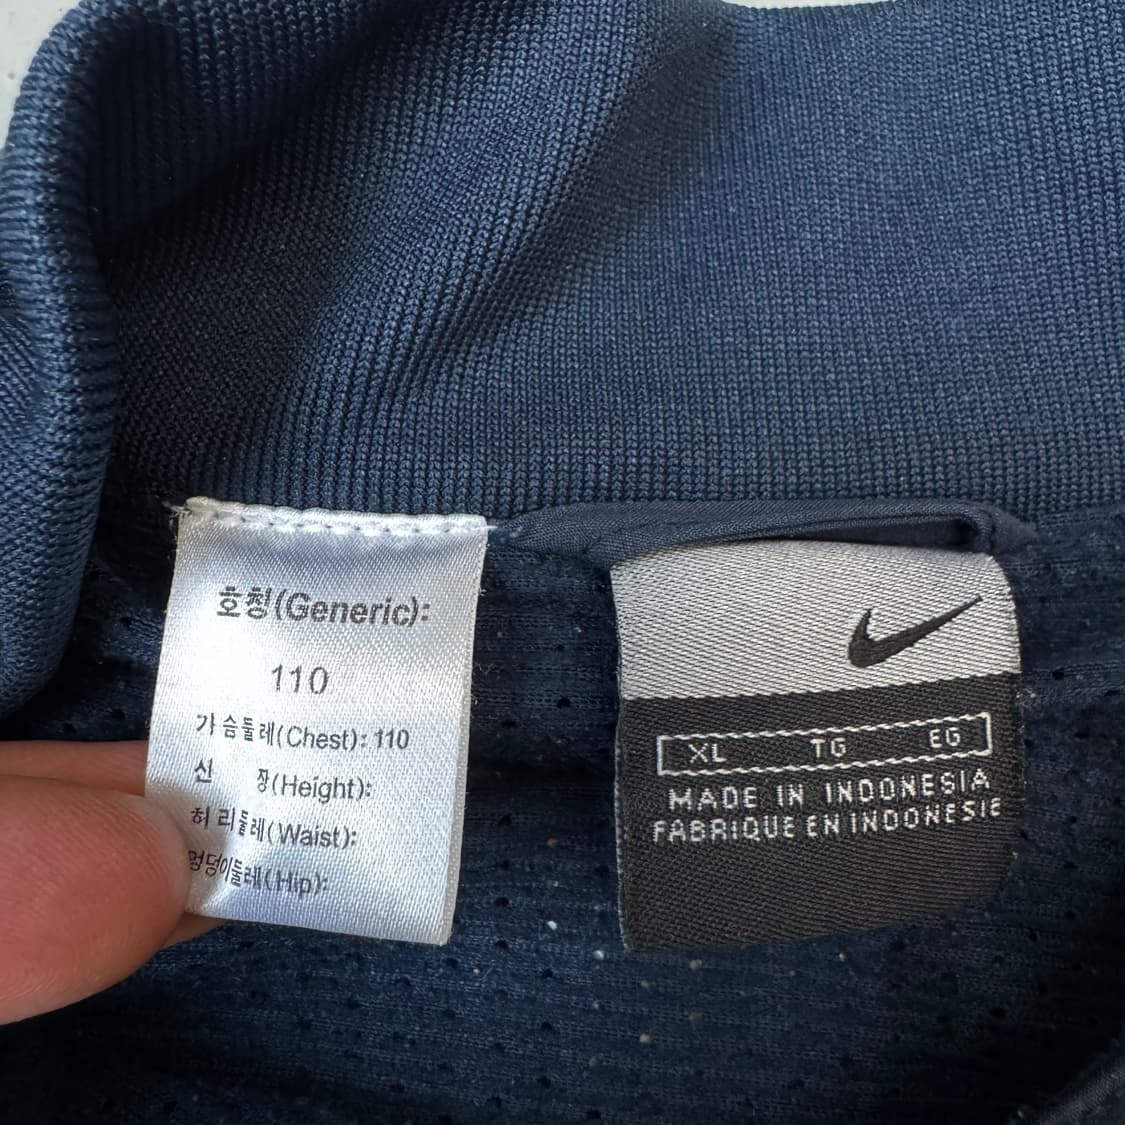 호칭(Generic):
110
가슴둘레(Chest): 110
신 장(Height):
허리둘레(Waist):
엉덩이둘레(Hip):
XL TG EG
MADE IN INDONESIA
FABRIQUE EN INDONESIE